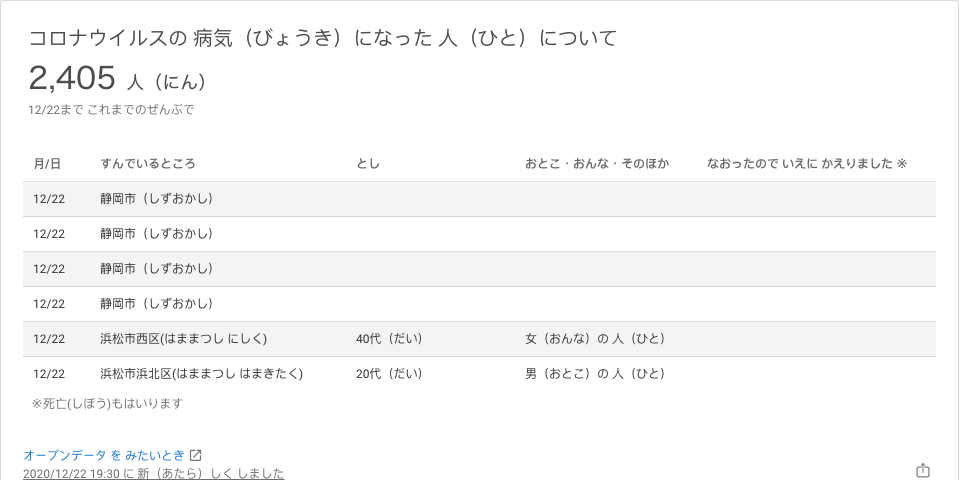 コロナウイルスの 病気（びょうき）になった 人（ひと）について
2,405 人（にん）
12/22まで これまでのぜんぶで
月/日 すんでいるところ とし おとこ・おんな・そのほか なおったので いえに かえりました ※
12/22 静岡市（しずおかし）
12/22 静岡市（しずおかし）
12/22 静岡市（しずおかし）
12/22 静岡市（しずおかし）
12/22 浜松市西区(はままつし にしく) 40代（だい） 女（おんな）の 人（ひと）
12/22 浜松市浜北区(はままつし はまきたく) 20代（だい） 男（おとこ）の 人（ひと）
※死亡(しぼう)もはいります
オープンデータ を みたいとき
2020/12/22 19:30 に 新（あたら）しく しました